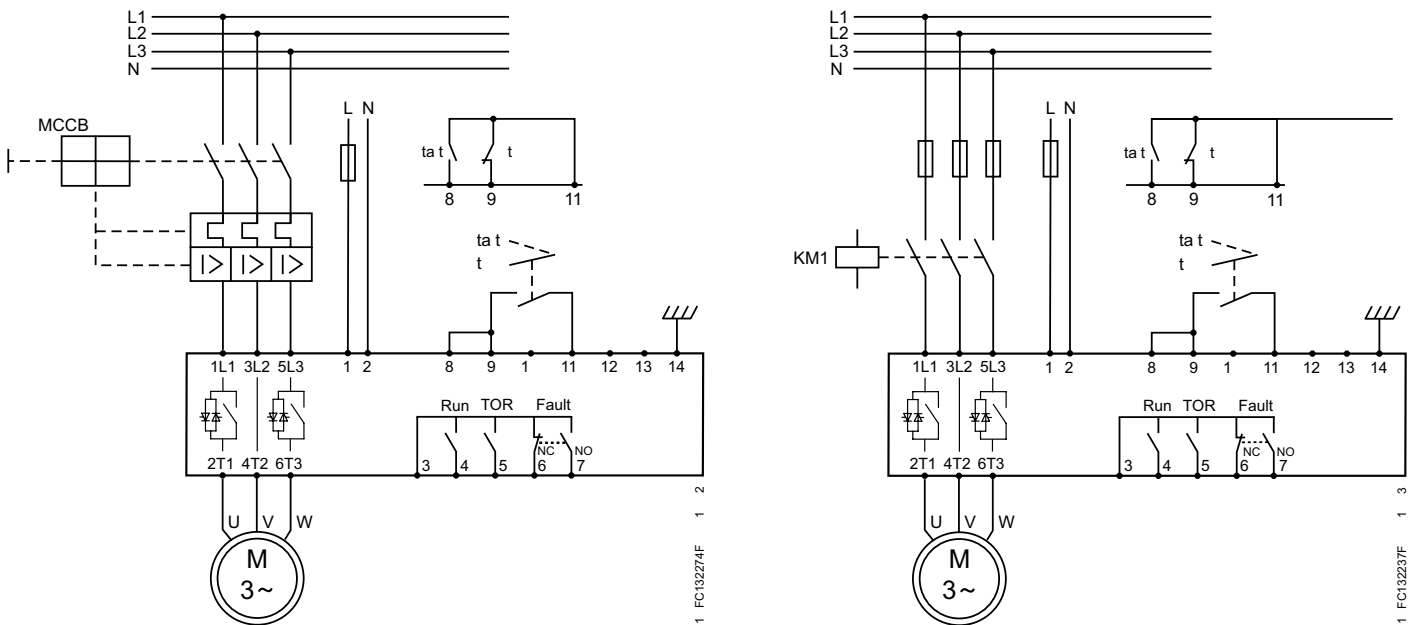 L1
L2
L3
N
MCCB
L N
ta t
t
8 9 11
ta t
t
1L1 3L2 5L3 1 2 8 9 1 11 12 13 14
Run TOR Fault
NC NO
2T1 4T2 6T3 3 4 5 6 7
U V W
M
3~
1 FC132274F 1 2
L1
L2
L3
N
L N
ta t
t
8 9 11
KM1
ta t
t
1L1 3L2 5L3 1 2 8 9 1 11 12 13 14
Run TOR Fault
NC NO
2T1 4T2 6T3 3 4 5 6 7
U V W
M
3~
1 FC132237F 1 3